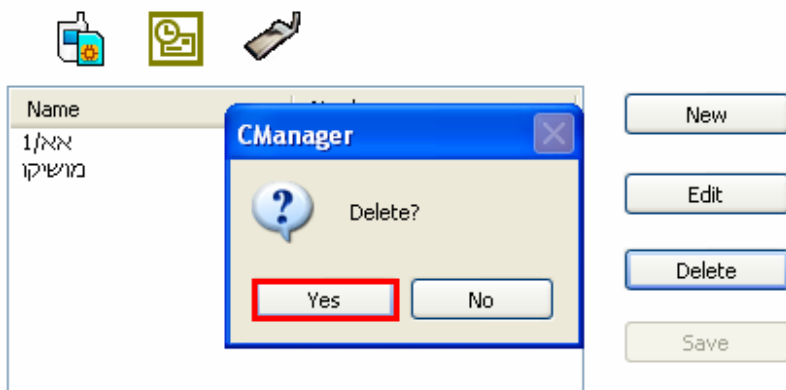 Name
אא/1
מושיקו
CManager
Delete?
Yes
No
New
Edit
Delete
Save